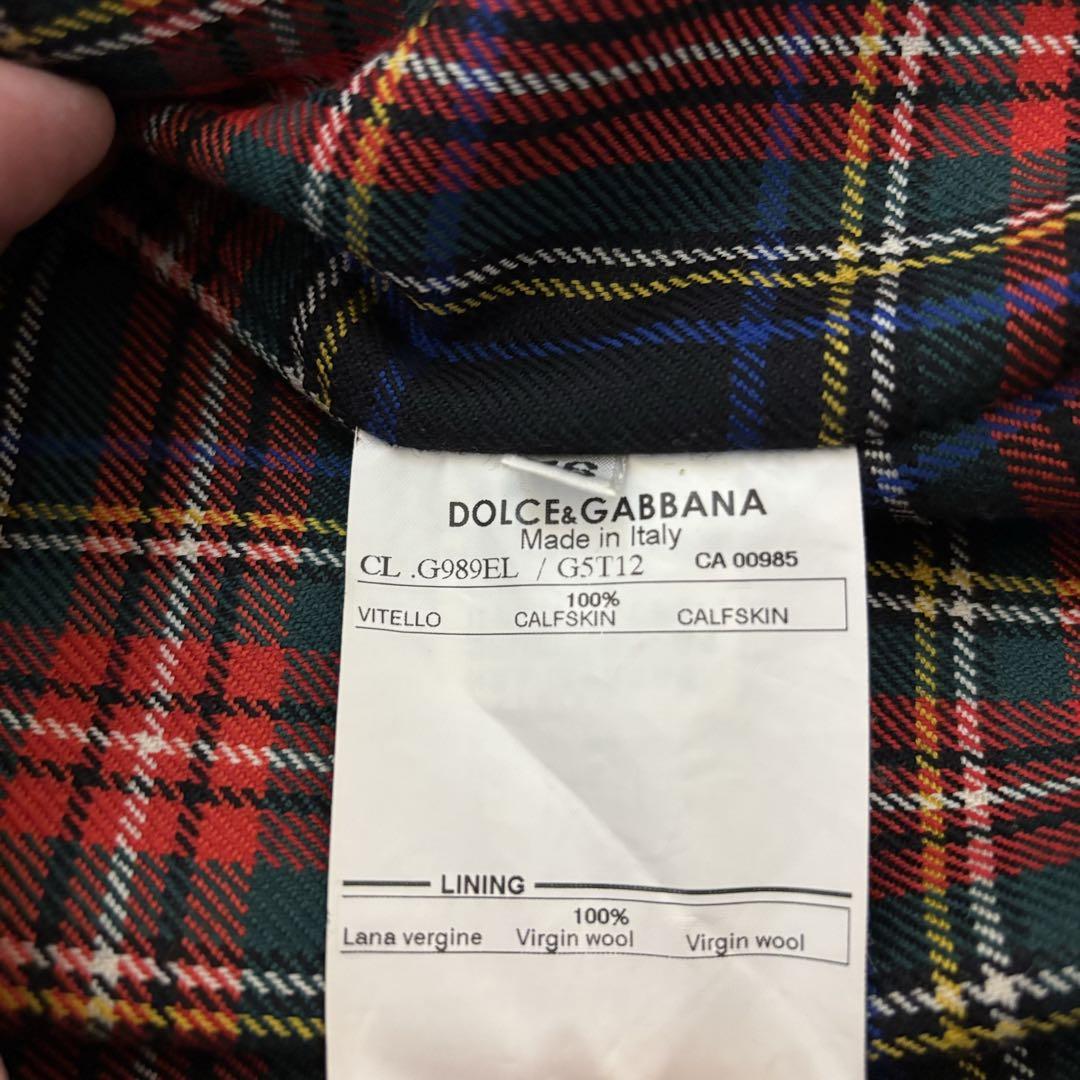 DOLCE&GABBANA
Made in Italy
CL .G989EL / G5T12 CA 00985
100%
VITELLO CALFSKIN CALFSKIN
LINING
100%
Lana vergine Virgin wool Virgin wool